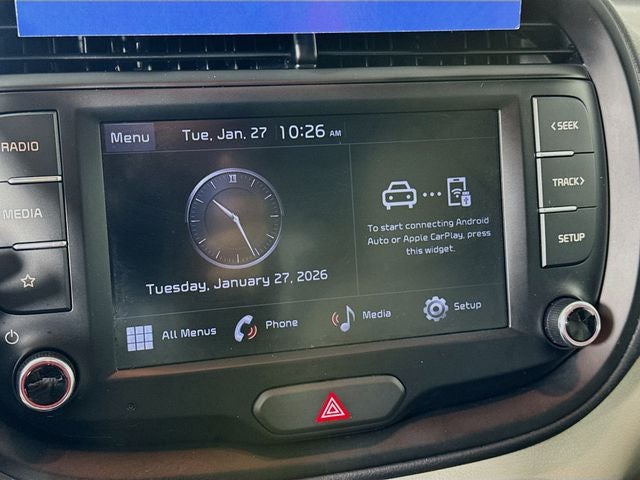 Menu Tue, Jan. 27 10:26 AM
RADIO
MEDIA
< SEEK
TRACK >
SETUP
XII
To start connecting Android
Auto or Apple CarPlay, press
this widget.
Tuesday, January 27, 2026
All Menus Phone Media Setup